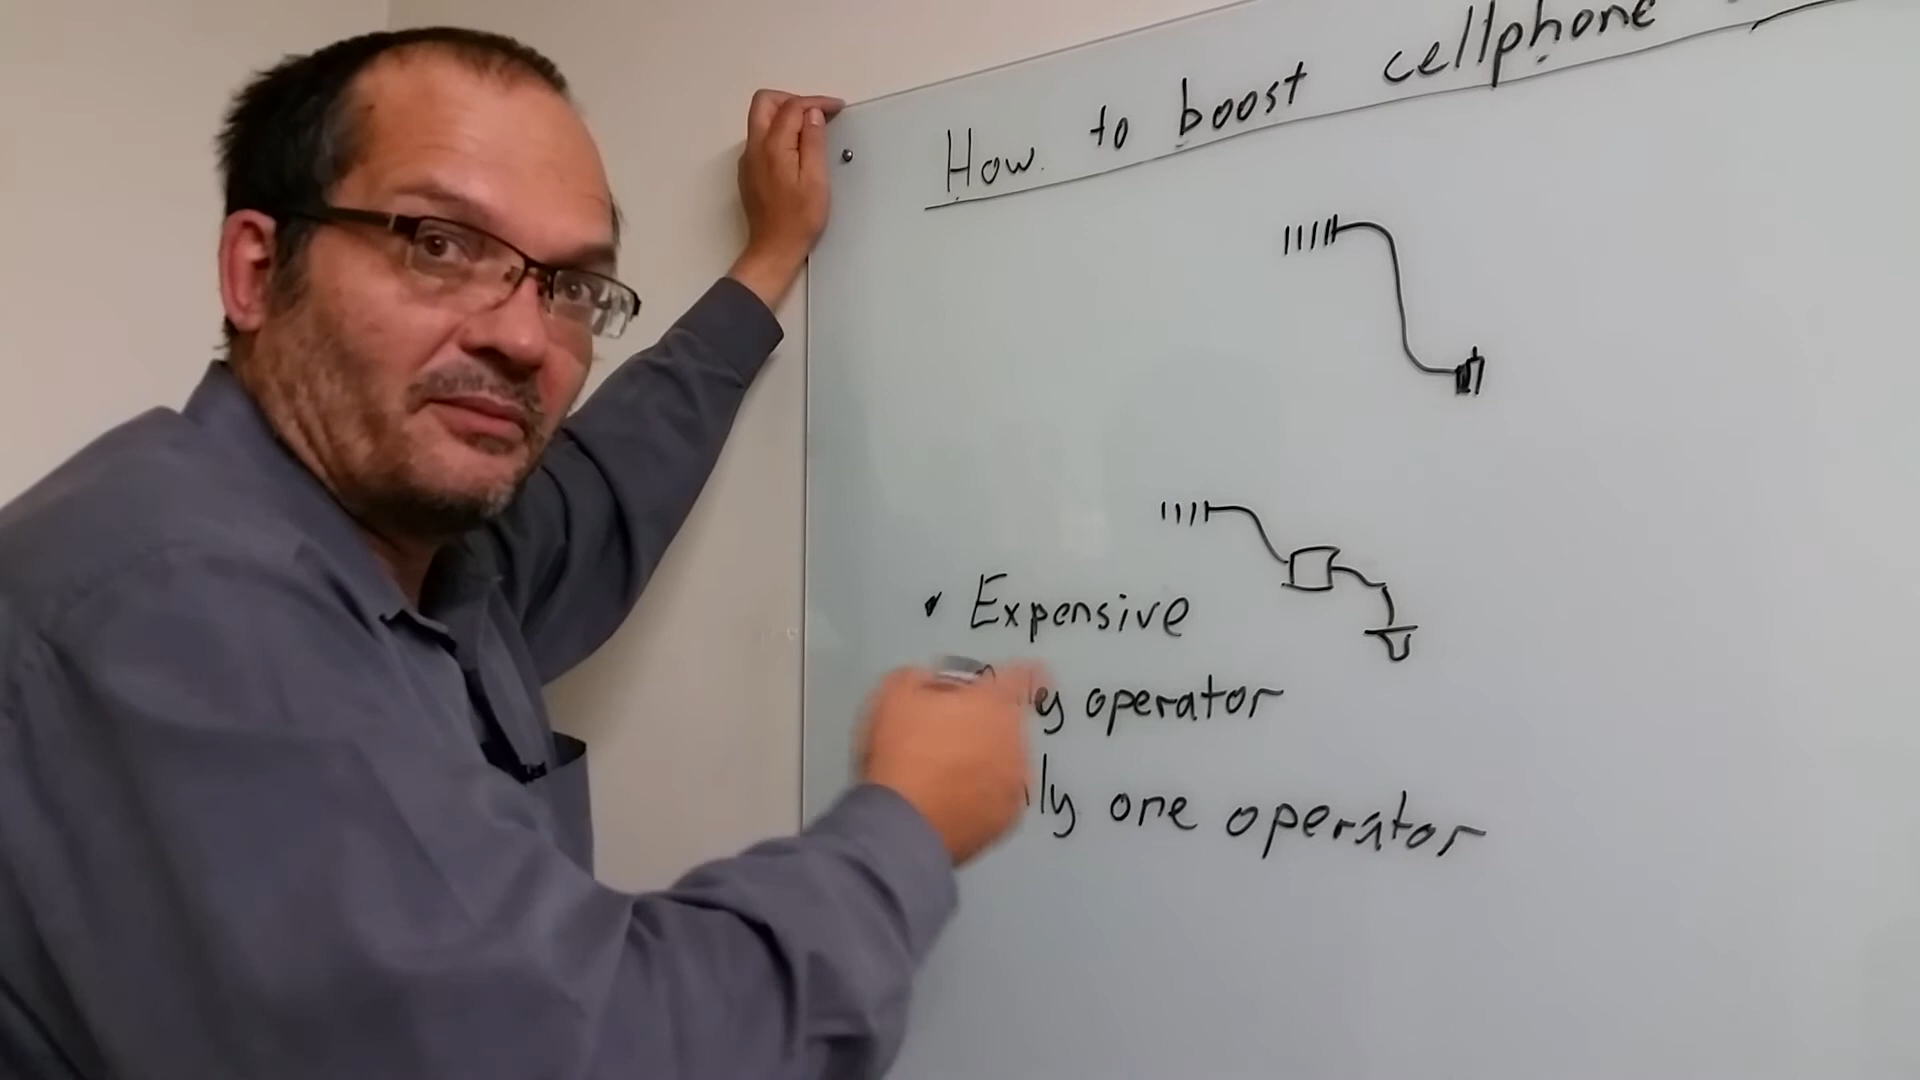 How to boost cellphone
Expensive
operator
one operator